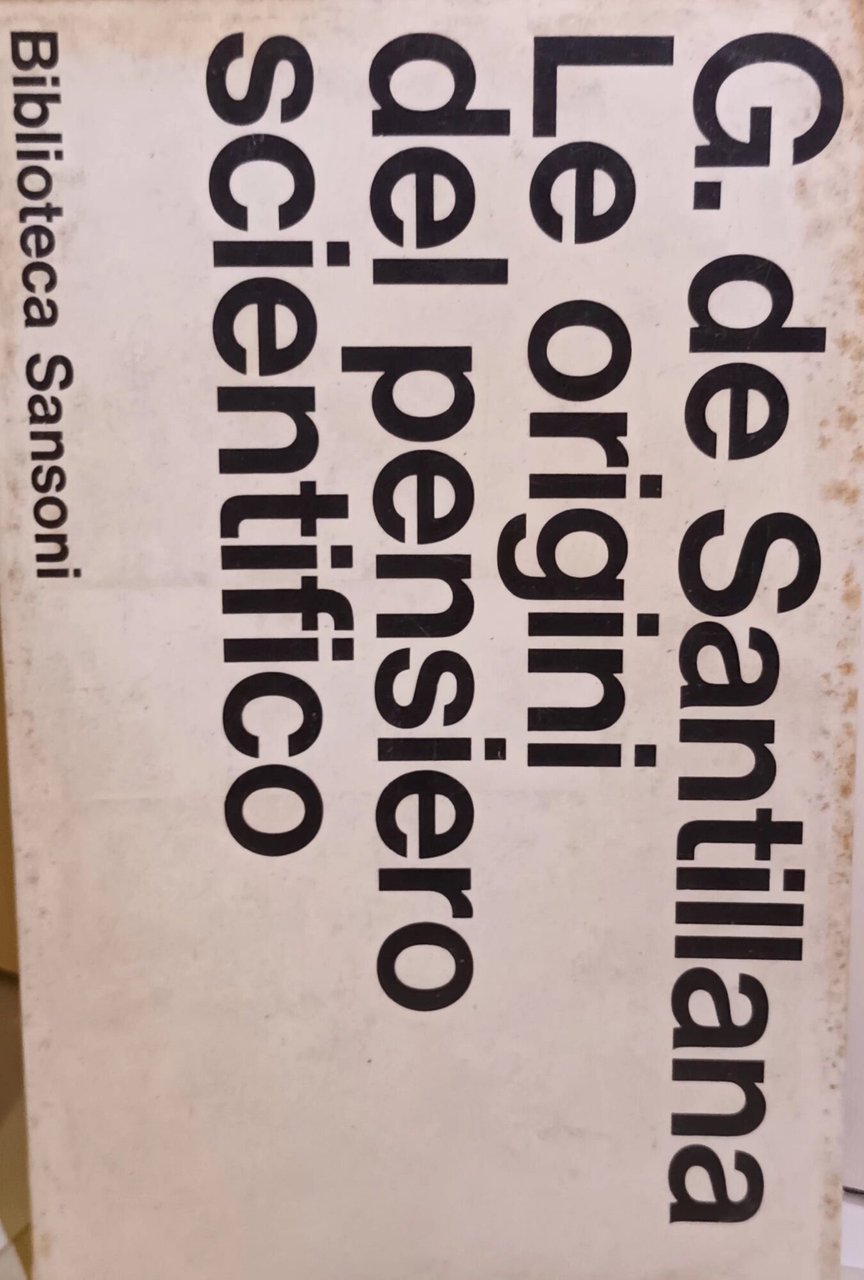 G. de Santillana
Le origini
del pensiero
scientifico
Biblioteca Sansoni